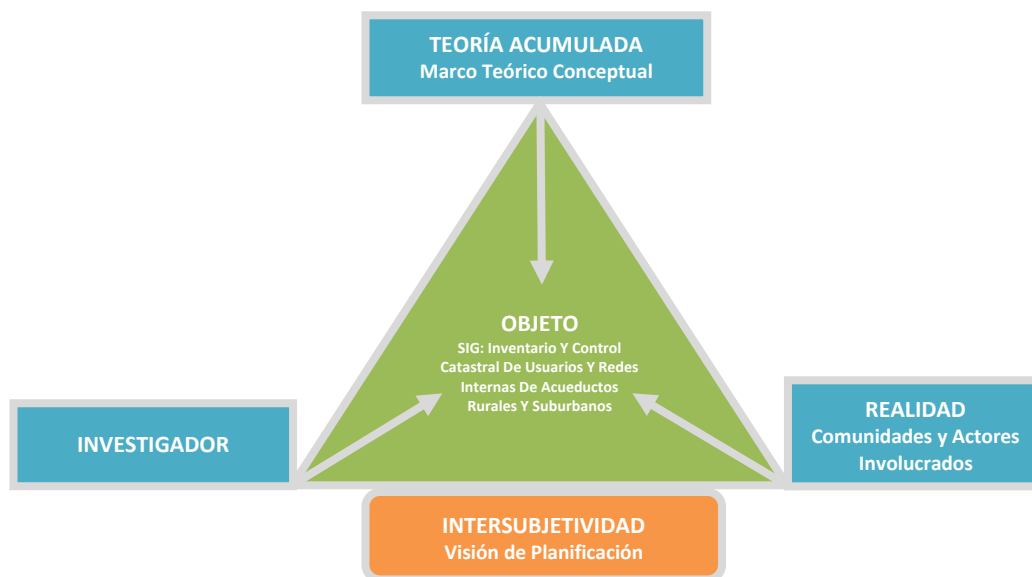 TEORÍA ACUMULADA
Marco Teórico Conceptual
OBJETO
SIG: Inventario Y Control
Catastral De Usuarios Y Redes
Internas De Acueductos
Rurales Y Suburbanos
INVESTIGADOR
REALIDAD
Comunidades y Actores
Involucrados
INTERSUBJETIVIDAD
Visión de Planificación